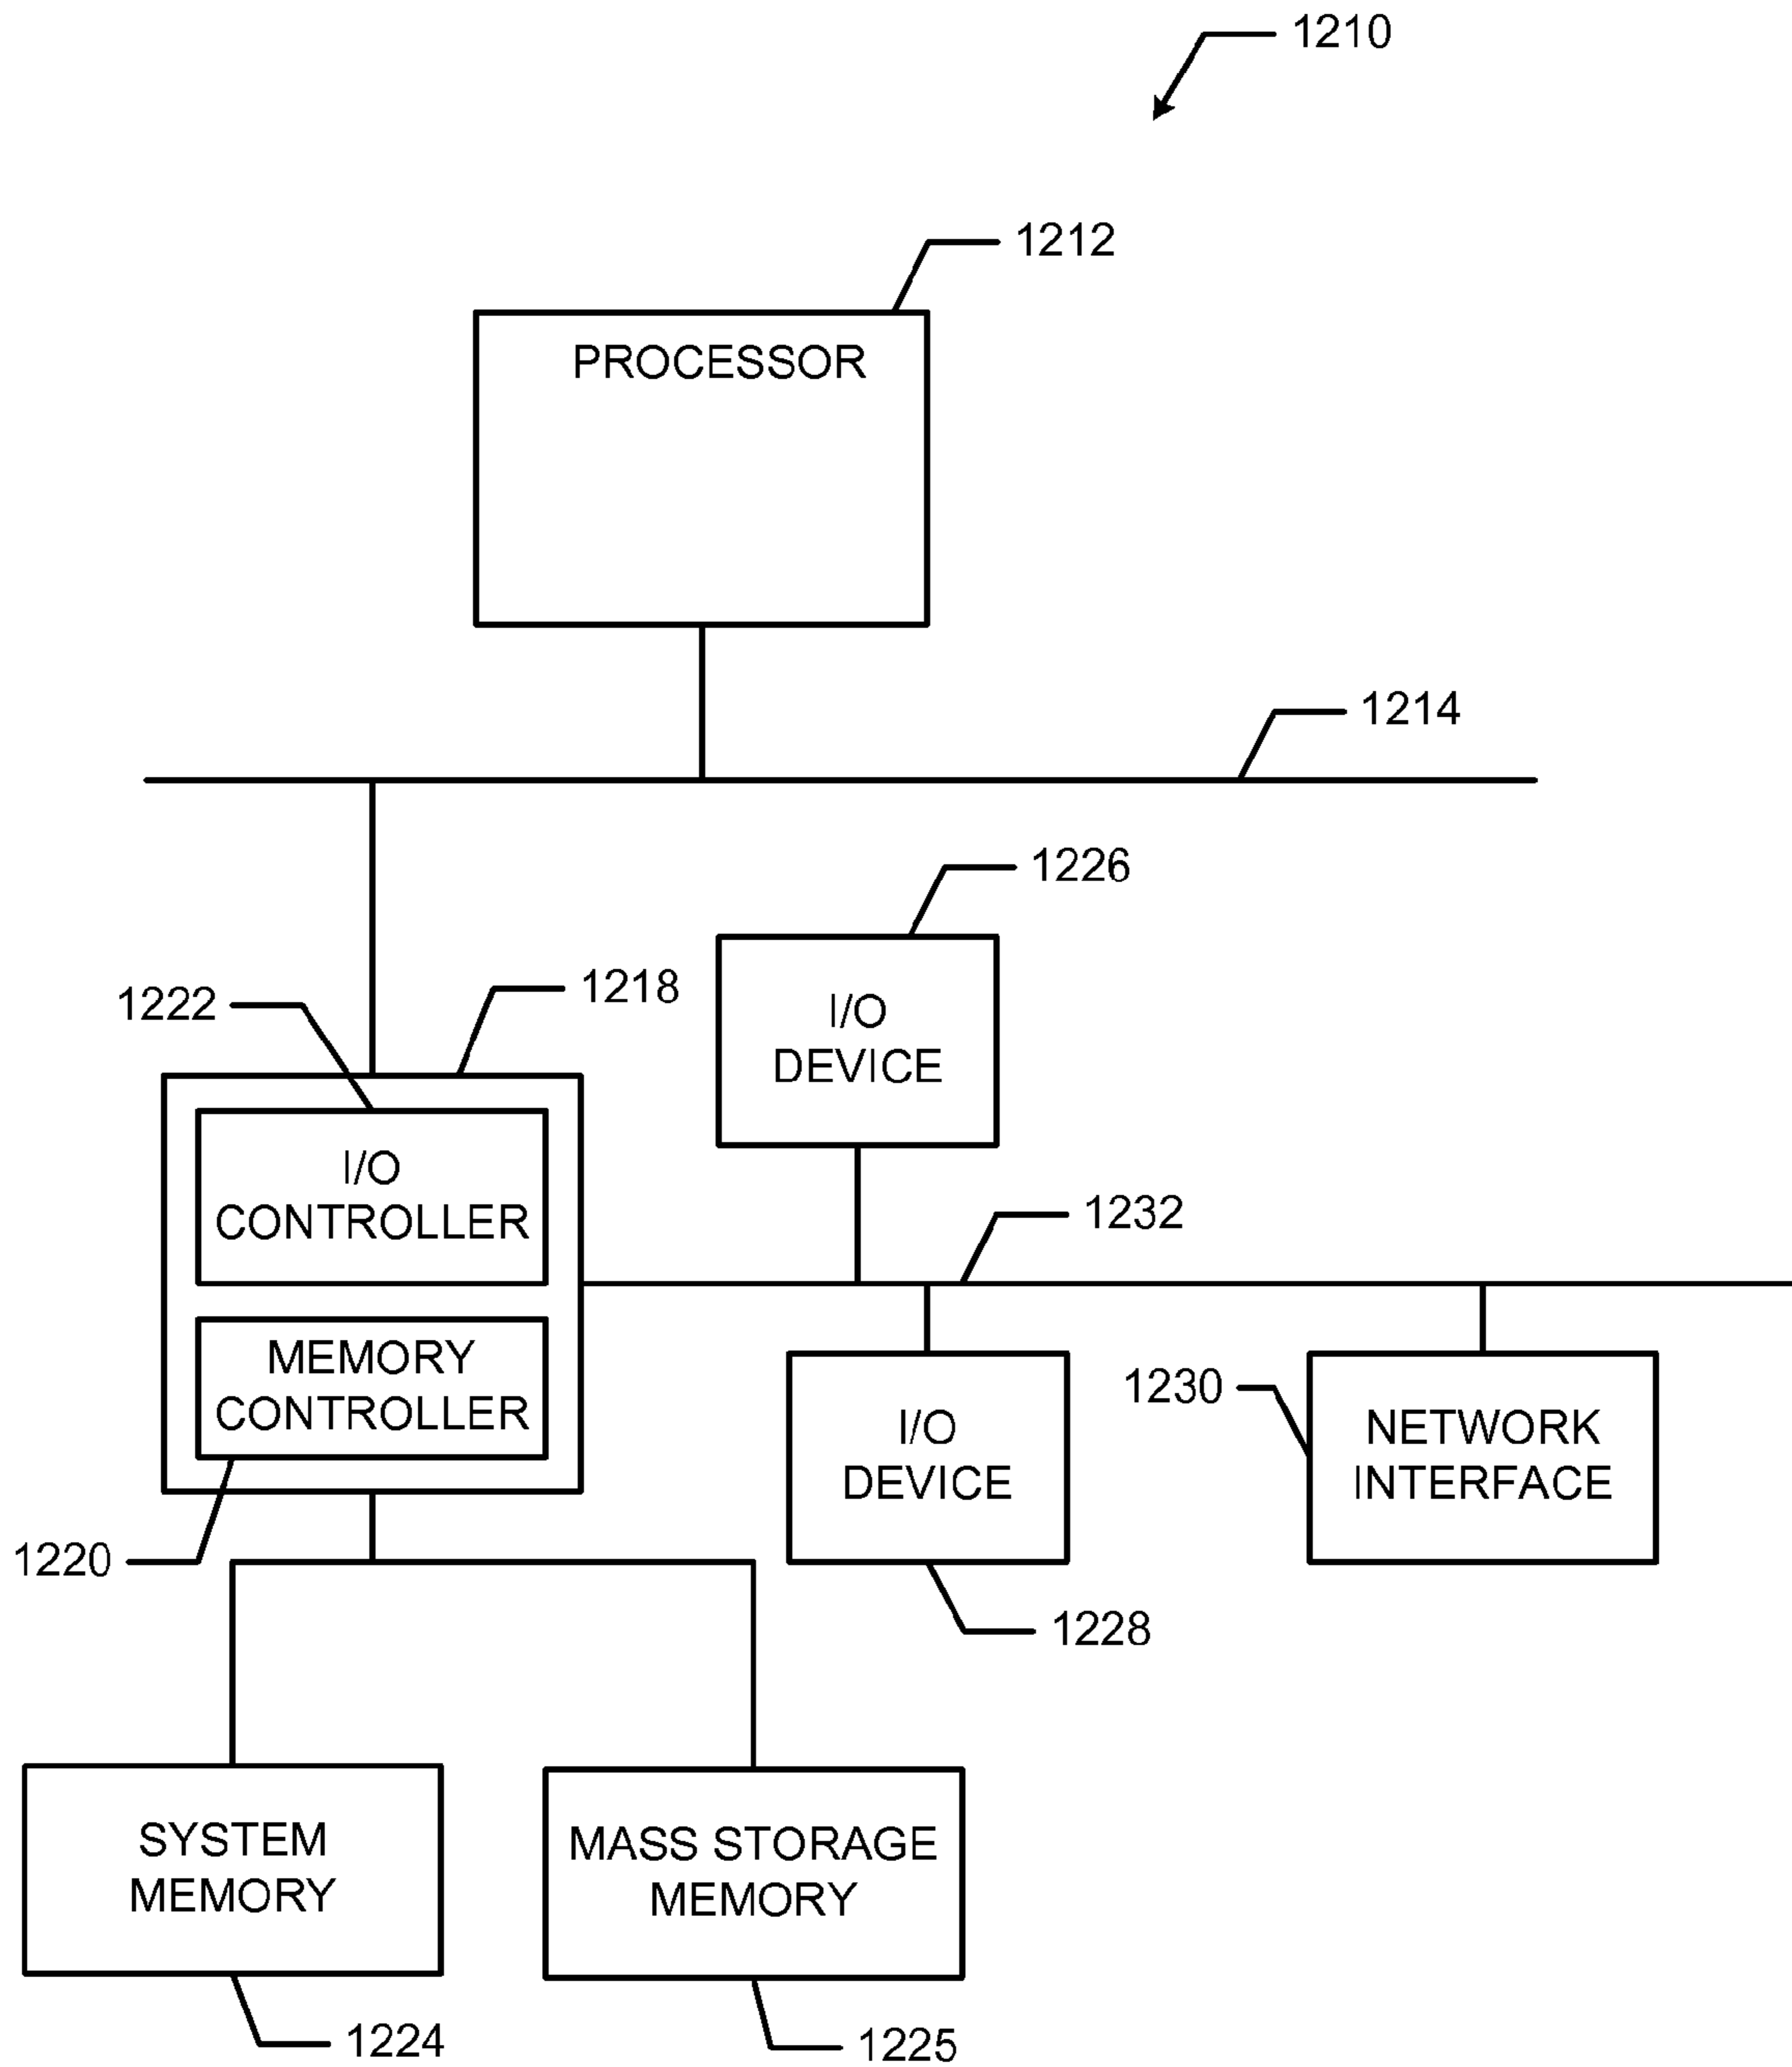 1210
1212
PROCESSOR
1214
1226
1222
1218
I/O
DEVICE
I/O
CONTROLLER
1232
MEMORY
CONTROLLER
1230
I/O
DEVICE
NETWORK
INTERFACE
1220
1228
SYSTEM
MEMORY
MASS STORAGE
MEMORY
1224
1225